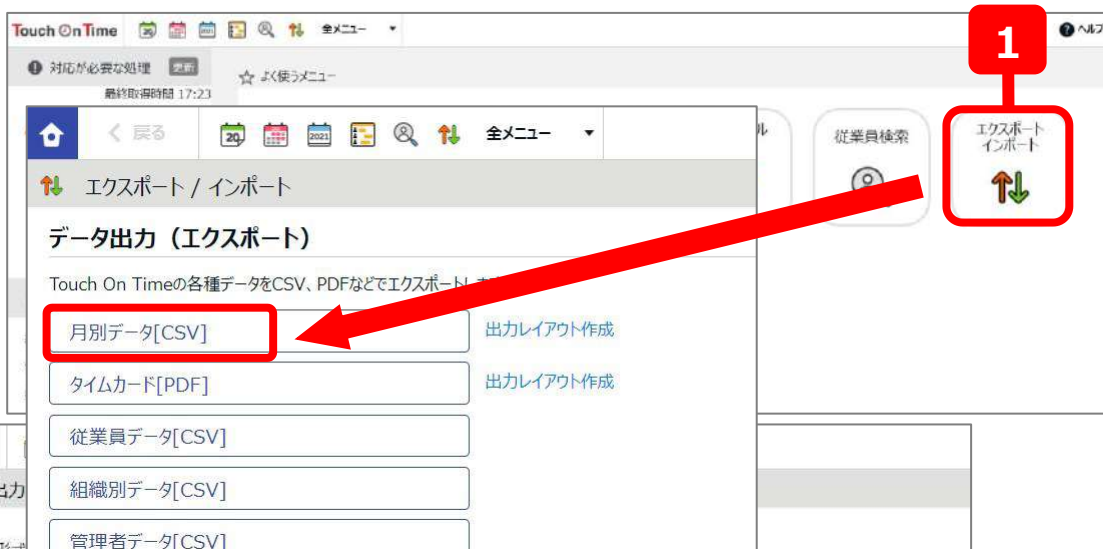 Touch On Time 全メニュー ヘルプ
1
対応が必要な処理 更新
よく使うメニュー
最終取得時間 17:23
戻る 20 2021 全メニュー
ル
従業員検索
エクスポート
インポート
エクスポート / インポート
データ出力（エクスポート）
Touch On Timeの各種データをCSV、PDFなどでエクスポートし
月別データ[CSV] 出力レイアウト作成
タイムカード[PDF] 出力レイアウト作成
従業員データ[CSV]
出力
組織別データ[CSV]
管理者データ[CSV]